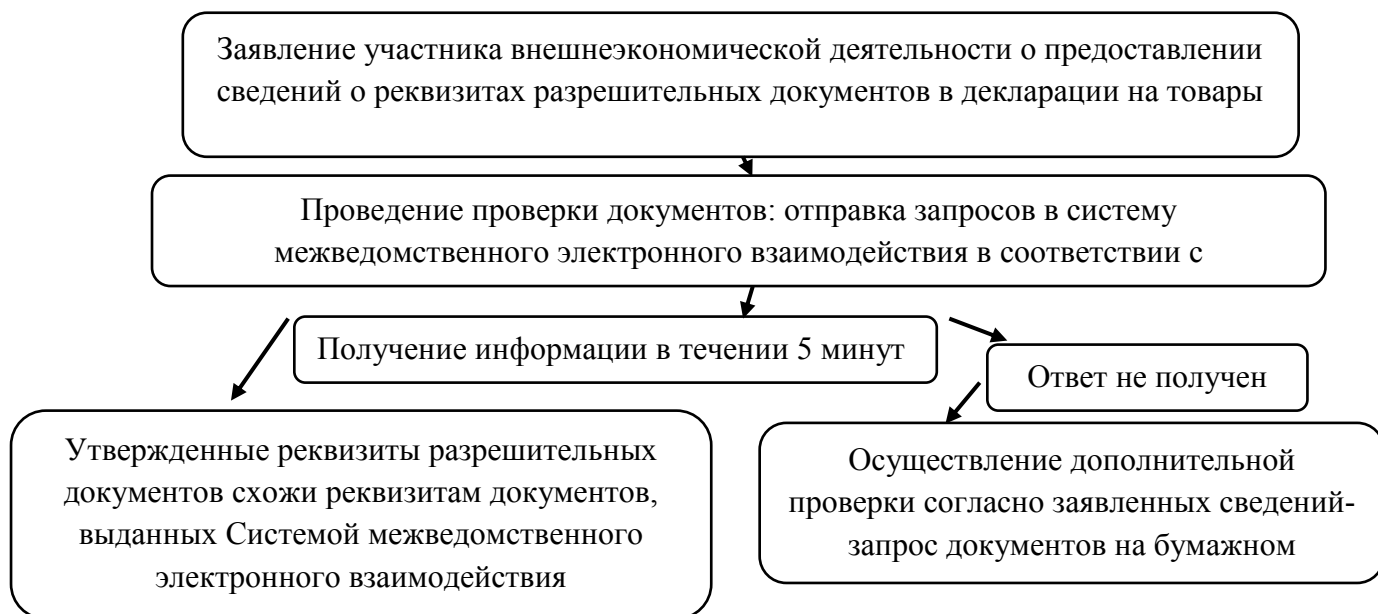 Заявление участника внешнеэкономической деятельности о предоставлении
сведений о реквизитах разрешительных документов в декларации на товары
Проведение проверки документов: отправка запросов в систему
межведомственного электронного взаимодействия в соответствии с
Получение информации в течении 5 минут
Ответ не получен
Утвержденные реквизиты разрешительных
документов схожи реквизитам документов,
выданных Системой межведомственного
электронного взаимодействия
Осуществление дополнительной
проверки согласно заявленных сведений-
запрос документов на бумажном